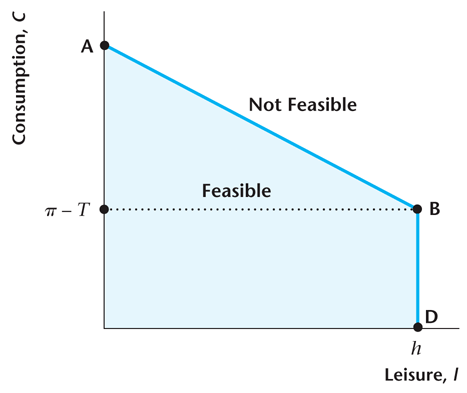 Consumption, C
A
Not Feasible
Feasible
π – T
B
D
h
Leisure, l